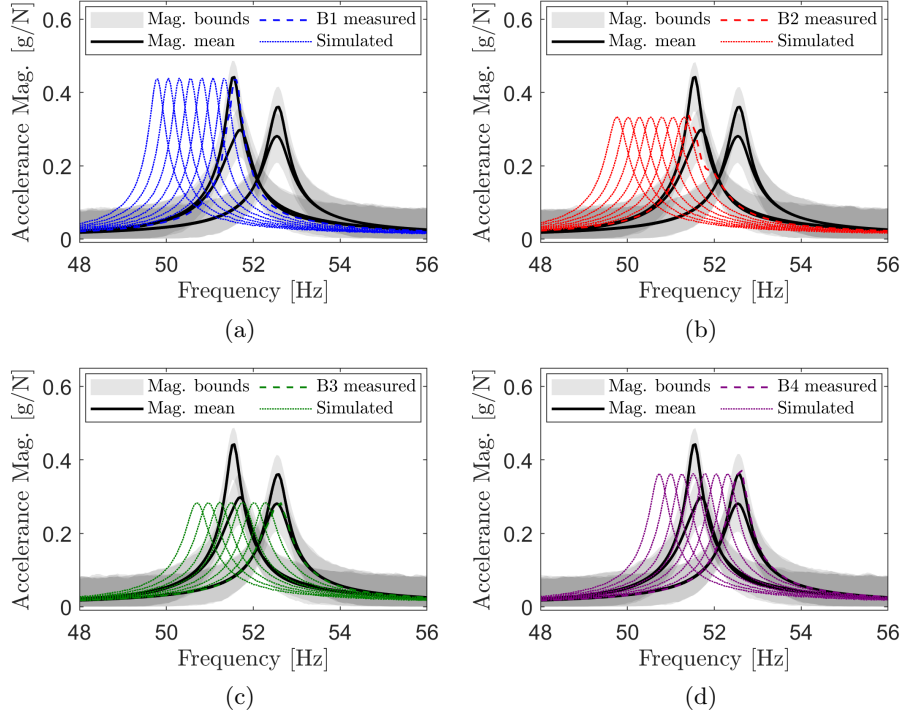 0.6
0.4
0.2
0
Accelerance Mag. [g/N]
Mag. bounds
Mag. mean
B1 measured
Simulated
48 50 52 54 56
Frequency [Hz]
(a)
0.6
0.4
0.2
0
Accelerance Mag. [g/N]
Mag. bounds
Mag. mean
B2 measured
Simulated
48 50 52 54 56
Frequency [Hz]
(b)
0.6
0.4
0.2
0
Accelerance Mag. [g/N]
Mag. bounds
Mag. mean
B3 measured
Simulated
48 50 52 54 56
Frequency [Hz]
(c)
0.6
0.4
0.2
0
Accelerance Mag. [g/N]
Mag. bounds
Mag. mean
B4 measured
Simulated
48 50 52 54 56
Frequency [Hz]
(d)